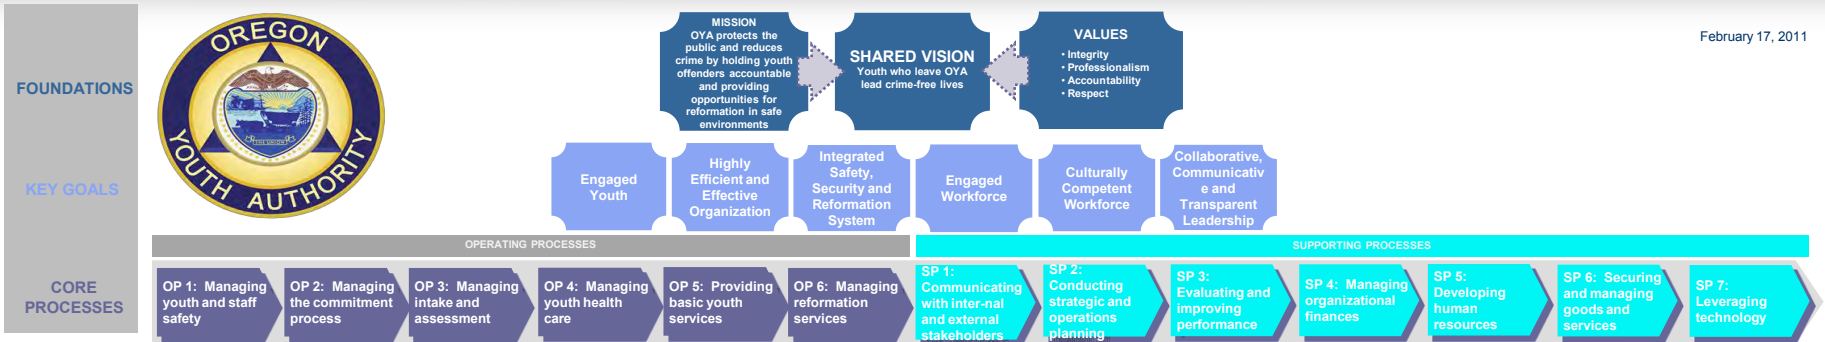 FOUNDATIONS
KEY GOALS
CORE
PROCESSES
OREGON
YOUTH AUTHORITY
THE UNION
MISSION
OYA protects the
public and reduces
crime by holding youth
offenders accountable
and providing
opportunities for
reformation in safe
environments
SHARED VISION
Youth who leave OYA
lead crime-free lives
VALUES
• Integrity
• Professionalism
• Accountability
• Respect
February 17, 2011
Engaged
Youth
Highly
Efficient and
Effective
Organization
Integrated
Safety,
Security and
Reformation
System
Engaged
Workforce
Culturally
Competent
Workforce
Collaborative,
Communicativ
e and
Transparent
Leadership
OPERATING PROCESSES
SUPPORTING PROCESSES
OP 1: Managing
youth and staff
safety
OP 2: Managing
the commitment
process
OP 3: Managing
intake and
assessment
OP 4: Managing
youth health
care
OP 5: Providing
basic youth
services
OP 6: Managing
reformation
services
SP 1:
Communicating
with inter-nal
and external
stakeholders
SP 2:
Conducting
strategic and
operations
planning
SP 3:
Evaluating and
improving
performance
SP 4: Managing
organizational
finances
SP 5:
Developing
human
resources
SP 6: Securing
and managing
goods and
services
SP 7:
Leveraging
technology